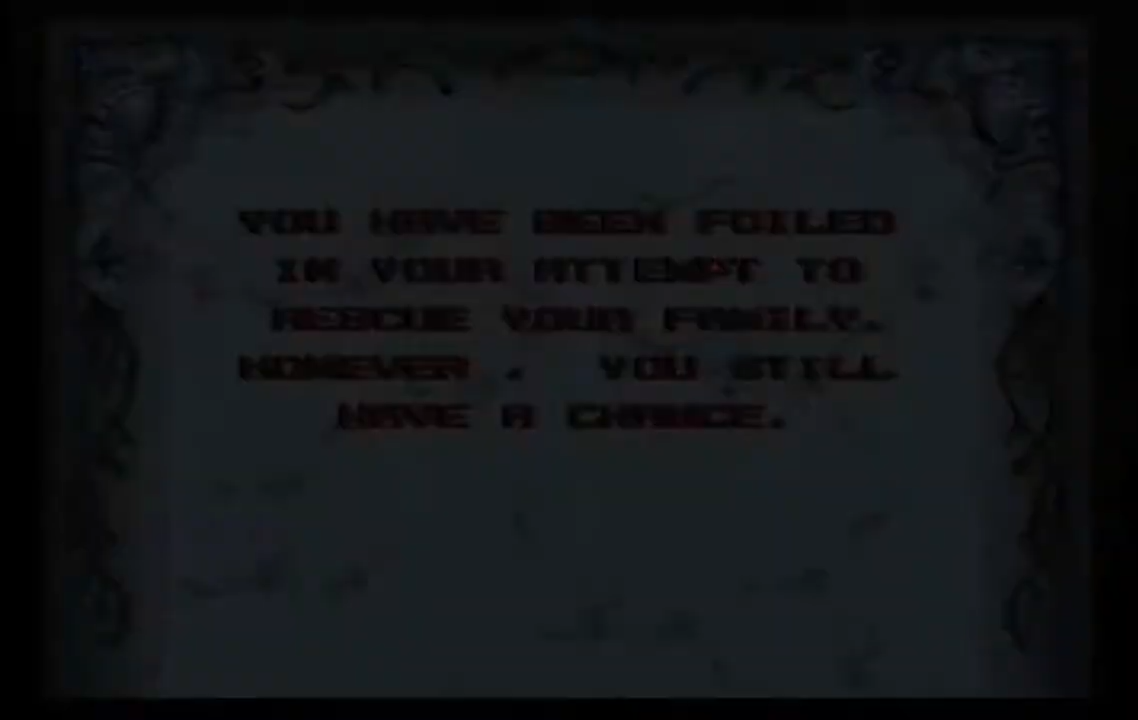 YOU HAVE BEEN FOILED
IN YOUR ATTEMPT TO
RESCUE YOUR FAMILY.
HOWEVER , YOU STILL
HAVE A CHANCE.